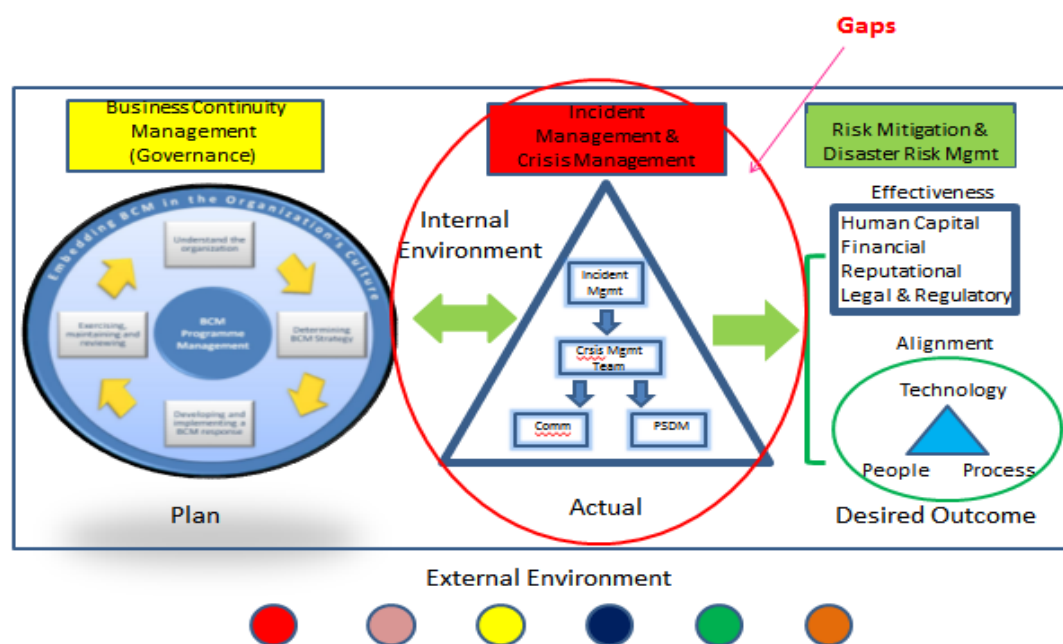 Gaps
Business Continuity
Management
(Governance)
Incident
Management &
Crisis Management
Risk Mitigation &
Disaster Risk Mgmt
Embedding BCM in the Organization's Culture
Understand the
organization
Exercising,
maintaining and
reviewing
BCM
Programme
Management
Determining
BCM Strategy
Developing and
implementing a
BCM response
Plan
Internal
Environment
Incident
Mgmt
Crsis Mgmt
Team
Comm
PSDM
Actual
Effectiveness
Human Capital
Financial
Reputational
Legal & Regulatory
Alignment
Technology
People
Process
Desired Outcome
External Environment